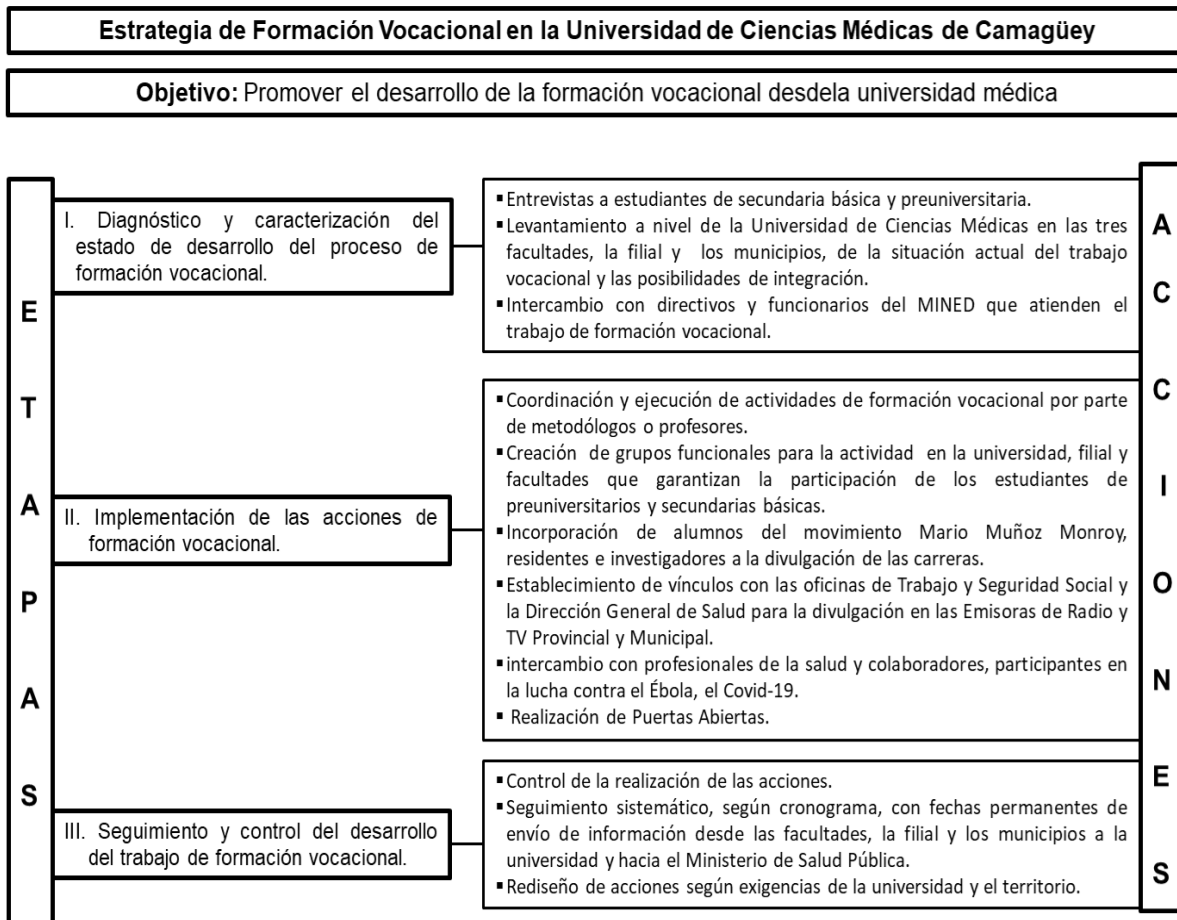 Estrategia de Formación Vocacional en la Universidad de Ciencias Médicas de Camagüey
Objetivo: Promover el desarrollo de la formación vocacional desdela universidad médica
ETAPAS
I. Diagnóstico y caracterización del
estado de desarrollo del proceso de
formación vocacional.
▪Entrevistas a estudiantes de secundaria básica y preuniversitaria.
▪Levantamiento a nivel de la Universidad de Ciencias Médicas en las tres
facultades, la filial y los municipios, de la situación actual del trabajo
vocacional y las posibilidades de integración.
▪Intercambio con directivos y funcionarios del MINED que atienden el
trabajo de formación vocacional.
II. Implementación de las acciones de
formación vocacional.
▪Coordinación y ejecución de actividades de formación vocacional por parte
de metodólogos o profesores.
▪Creación de grupos funcionales para la actividad en la universidad, filial y
facultades que garantizan la participación de los estudiantes de
preuniversitarios y secundarias básicas.
▪Incorporación de alumnos del movimiento Mario Muñoz Monroy,
residentes e investigadores a la divulgación de las carreras.
▪Establecimiento de vínculos con las oficinas de Trabajo y Seguridad Social y
la Dirección General de Salud para la divulgación en las Emisoras de Radio y
TV Provincial y Municipal.
▪intercambio con profesionales de la salud y colaboradores, participantes en
la lucha contra el Ébola, el Covid-19.
▪ Realización de Puertas Abiertas.
III. Seguimiento y control del desarrollo
del trabajo de formación vocacional.
▪Control de la realización de las acciones.
▪Seguimiento sistemático, según cronograma, con fechas permanentes de
envío de información desde las facultades, la filial y los municipios a la
universidad y hacia el Ministerio de Salud Pública.
▪Rediseño de acciones según exigencias de la universidad y el territorio.
ACCIONES